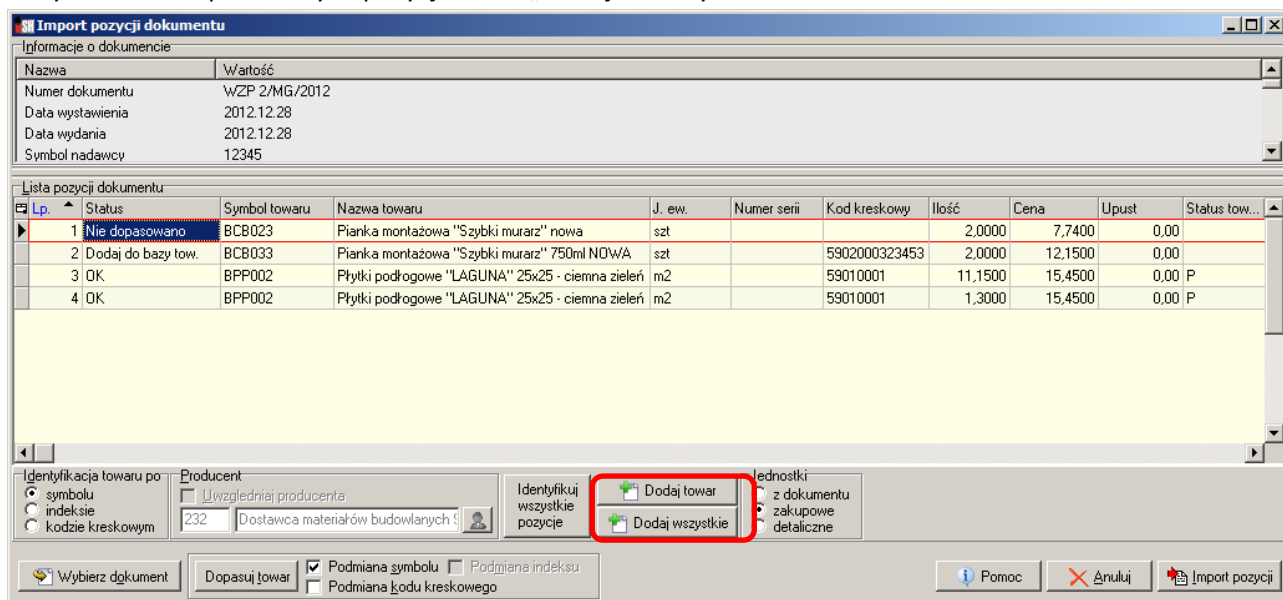 SH Import pozycji dokumentu
Informacje o dokumencie
Nazwa Wartość
Numer dokumentu WZP 2/MG/2012
Data wystawienia 2012.12.28
Data wydania 2012.12.28
Symbol nadawcy 12345
Lista pozycji dokumentu
Lp. Status Symbol towaru Nazwa towaru J. ew. Numer serii Kod kreskowy Ilość Cena Upust Status tow...
1 Nie dopasowano BCB023 Pianka montażowa "Szybki murarz" nowa szt 2,0000 7,7400 0,00
2 Dodaj do bazy tow. BCB033 Pianka montażowa "Szybki murarz" 750ml NOWA szt 5902000323453 2,0000 12,1500 0,00
3 OK BPP002 Płytki podłogowe "LAGUNA" 25x25 - ciemna zieleń m2 59010001 11,1500 15,4500 0,00 P
4 OK BPP002 Płytki podłogowe "LAGUNA" 25x25 - ciemna zieleń m2 59010001 1,3000 15,4500 0,00 P
Identyfikacja towaru po Producent Jednostki
symbolu Uwzględniaj producenta Identyfikuj Dodaj towar z dokumentu
indeksie wszystkie zakupowe
kodzie kreskowym 232 Dostawca materiałów budowlanych pozycje Dodaj wszystkie detaliczne
Wybierz dokument Dopasuj towar Podmiana symbolu Podmiana indeksu Pomoc Anuluj Import pozycji
Podmiana kodu kreskowego